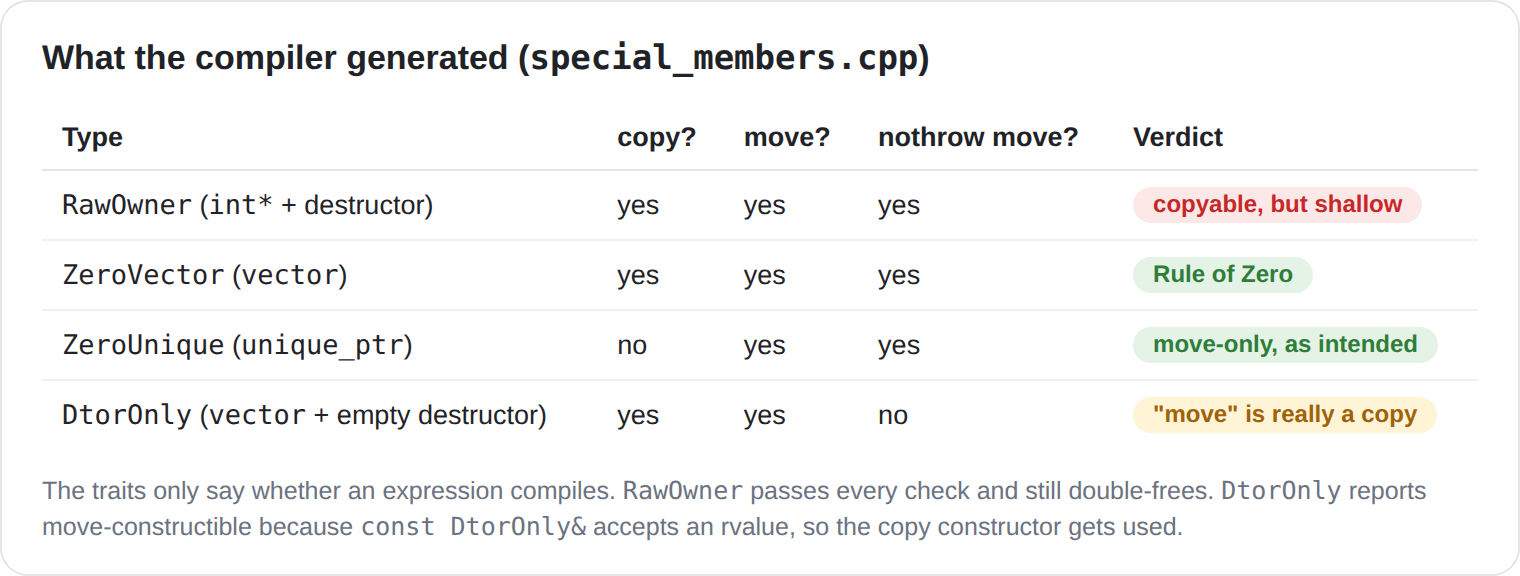 What the compiler generated (special_members.cpp)
Type copy? move? nothrow move? Verdict
RawOwner (int* + destructor) yes yes yes copyable, but shallow
ZeroVector (vector) yes yes yes Rule of Zero
ZeroUnique (unique_ptr) no yes yes move-only, as intended
DtorOnly (vector + empty destructor) yes yes no "move" is really a copy
The traits only say whether an expression compiles. RawOwner passes every check and still double-frees. DtorOnly reports
move-constructible because const DtorOnly& accepts an rvalue, so the copy constructor gets used.